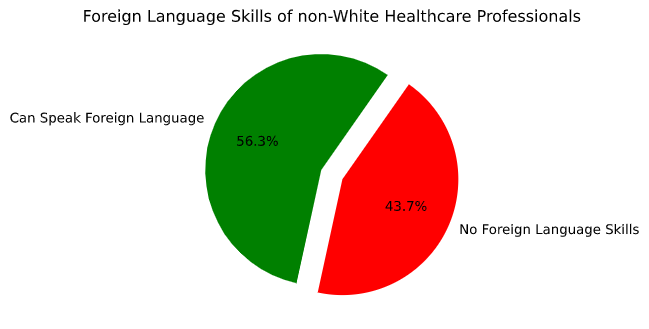 Foreign Language Skills of non-White Healthcare Professionals
Can Speak Foreign Language
56.3%
43.7%
No Foreign Language Skills